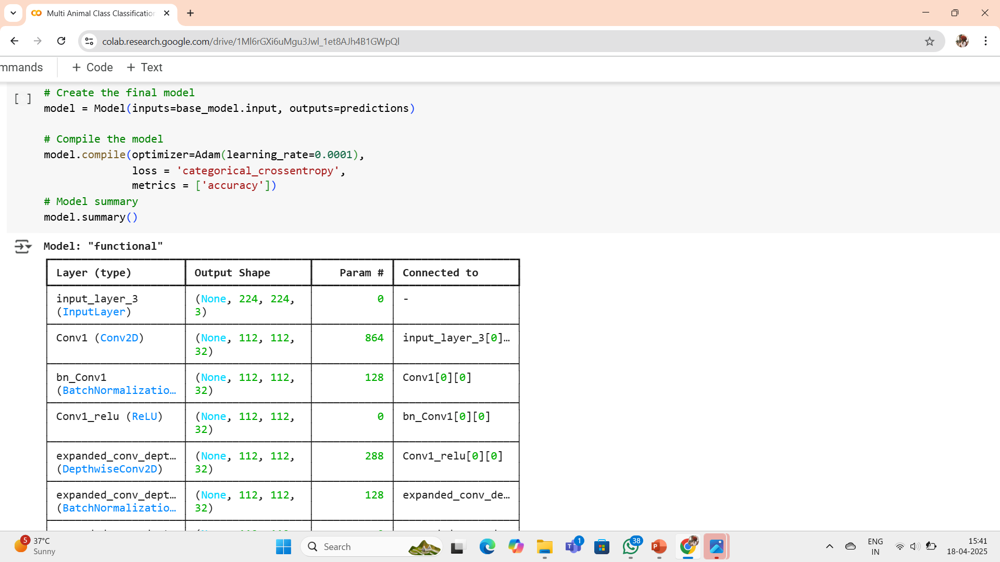 Multi Animal Class Classification
colab.research.google.com/drive/1Ml6rGXi6uMgu3Jwl_1et8AJh4B1GWpQl
mmands
+ Code + Text
[ ]
# Create the final model
model = Model(inputs=base_model.input, outputs=predictions)
# Compile the model
model.compile(optimizer=Adam(learning_rate=0.0001),
loss = 'categorical_crossentropy',
metrics = ['accuracy'])
# Model summary
model.summary()
Model: "functional"
Layer (type) Output Shape Param # Connected to
input_layer_3 (None, 224, 224, 0 -
(InputLayer) 3)
Conv1 (Conv2D) (None, 112, 112, 864 input_layer_3[0]…
32)
bn_Conv1 (None, 112, 112, 128 Conv1[0][0]
(BatchNormalizatio… 32)
Conv1_relu (ReLU) (None, 112, 112, 0 bn_Conv1[0][0]
32)
expanded_conv_dept… (None, 112, 112, 288 Conv1_relu[0][0]
(DepthwiseConv2D) 32)
expanded_conv_dept… (None, 112, 112, 128 expanded_conv_de…
(BatchNormalizatio… 32)
5
37°C
Sunny
Search
1
38
ENG
IN
15:41
18-04-2025